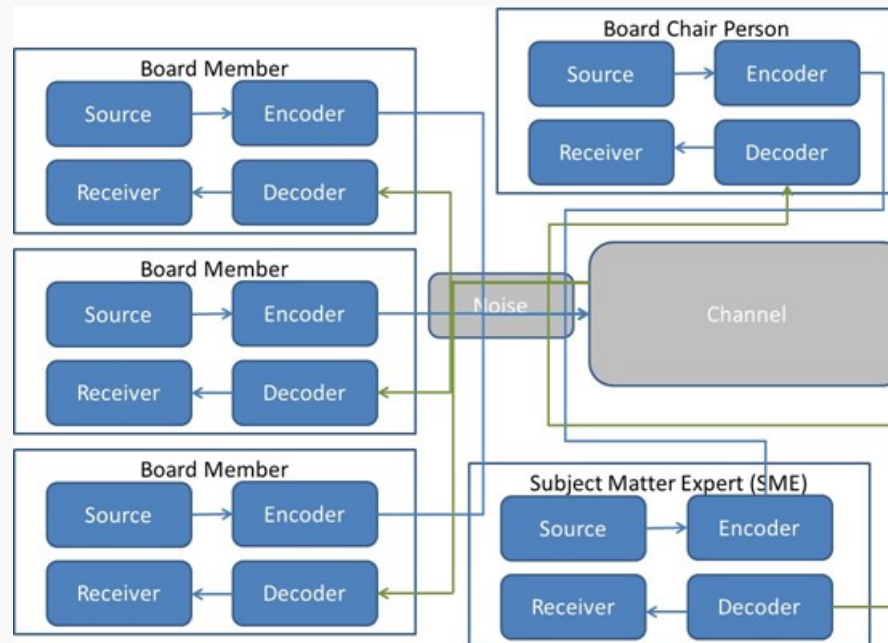 Board Member
Source
Encoder
Receiver
Decoder
Board Member
Source
Encoder
Receiver
Decoder
Board Member
Source
Encoder
Receiver
Decoder
Board Chair Person
Source
Encoder
Receiver
Decoder
Noise
Channel
Subject Matter Expert (SME)
Source
Encoder
Receiver
Decoder